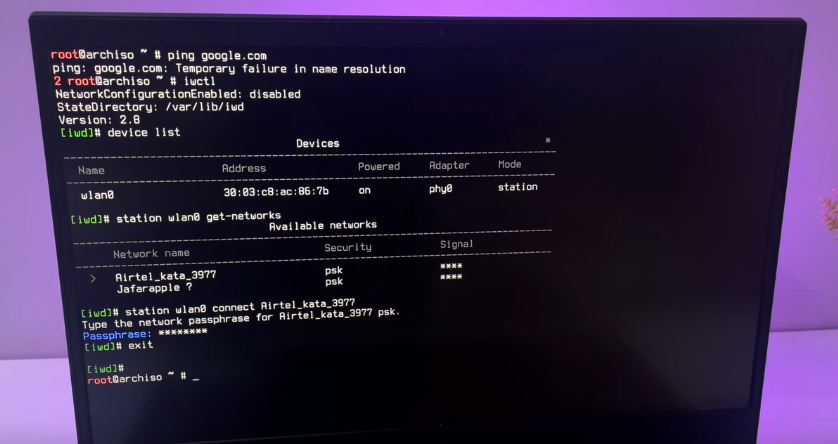 root@archiso ~ # ping google.com
ping: google.com: Temporary failure in name resolution
2 root@archiso ~ # iwctl
NetworkConfigurationEnabled: disabled
StateDirectory: /var/lib/iwd
Version: 2.8
[iwd]# device list
Devices *
Name Address Powered Adapter Mode
wlan0 30:03:c8:ac:86:7b on phy0 station
[iwd]# station wlan0 get-networks
Available networks
Network name Security Signal
> Airtel_kata_3977 psk ****
Jafarapple ? psk ****
[iwd]# station wlan0 connect Airtel_kata_3977
Type the network passphrase for Airtel_kata_3977 psk.
Passphrase: ********
[iwd]# exit
[iwd]#
root@archiso ~ # _